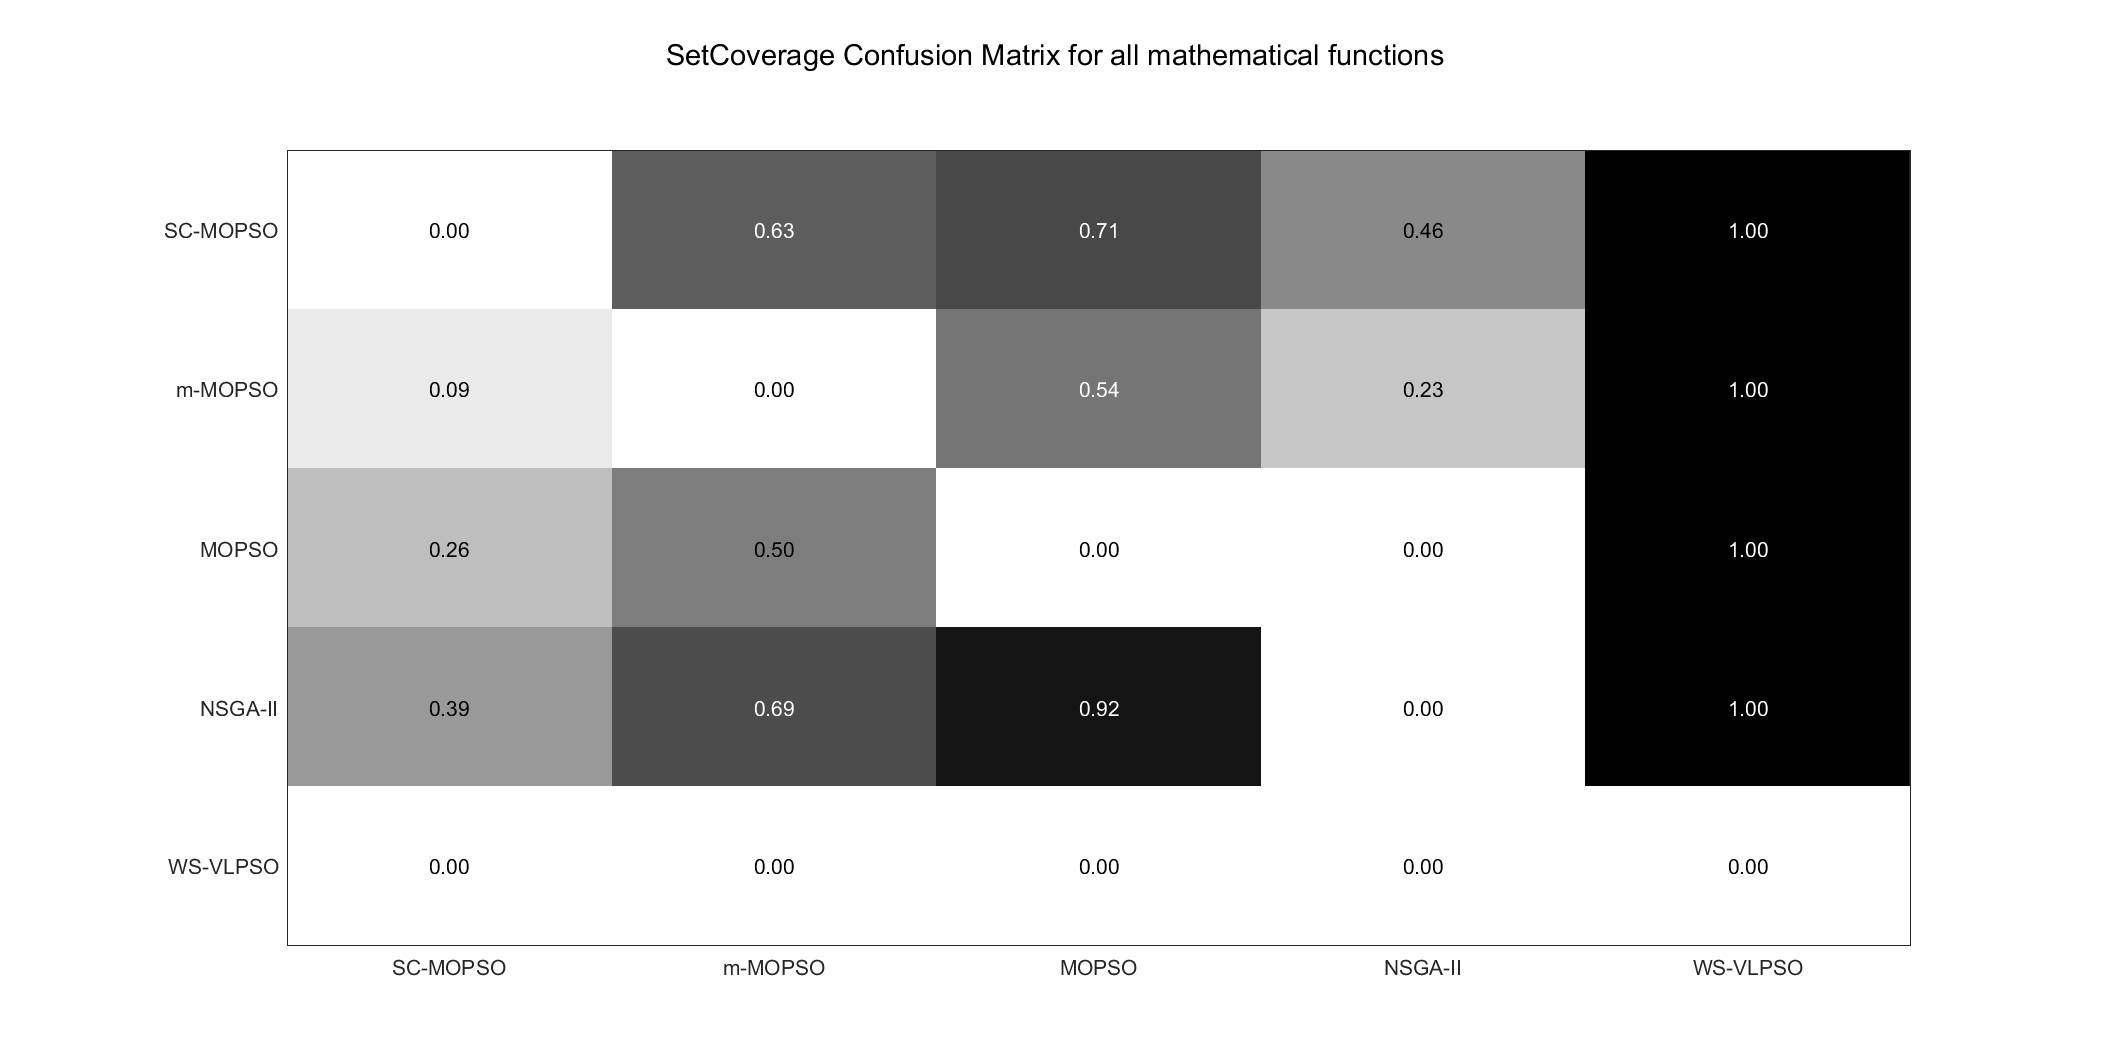 SetCoverage Confusion Matrix for all mathematical functions
SC-MOPSO 0.00 0.63 0.71 0.46 1.00
m-MOPSO 0.09 0.00 0.54 0.23 1.00
MOPSO 0.26 0.50 0.00 0.00 1.00
NSGA-II 0.39 0.69 0.92 0.00 1.00
WS-VLPSO 0.00 0.00 0.00 0.00 0.00
SC-MOPSO m-MOPSO MOPSO NSGA-II WS-VLPSO